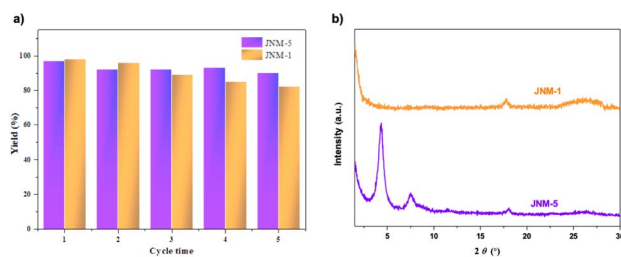 a)
JNM-5
JNM-1
100
80
60
40
20
0
Yield (%)
1 2 3 4 5
Cycle time
b)
JNM-1
JNM-5
Intensity (a.u.)
5 10 15 20 25 30
2 θ (°)